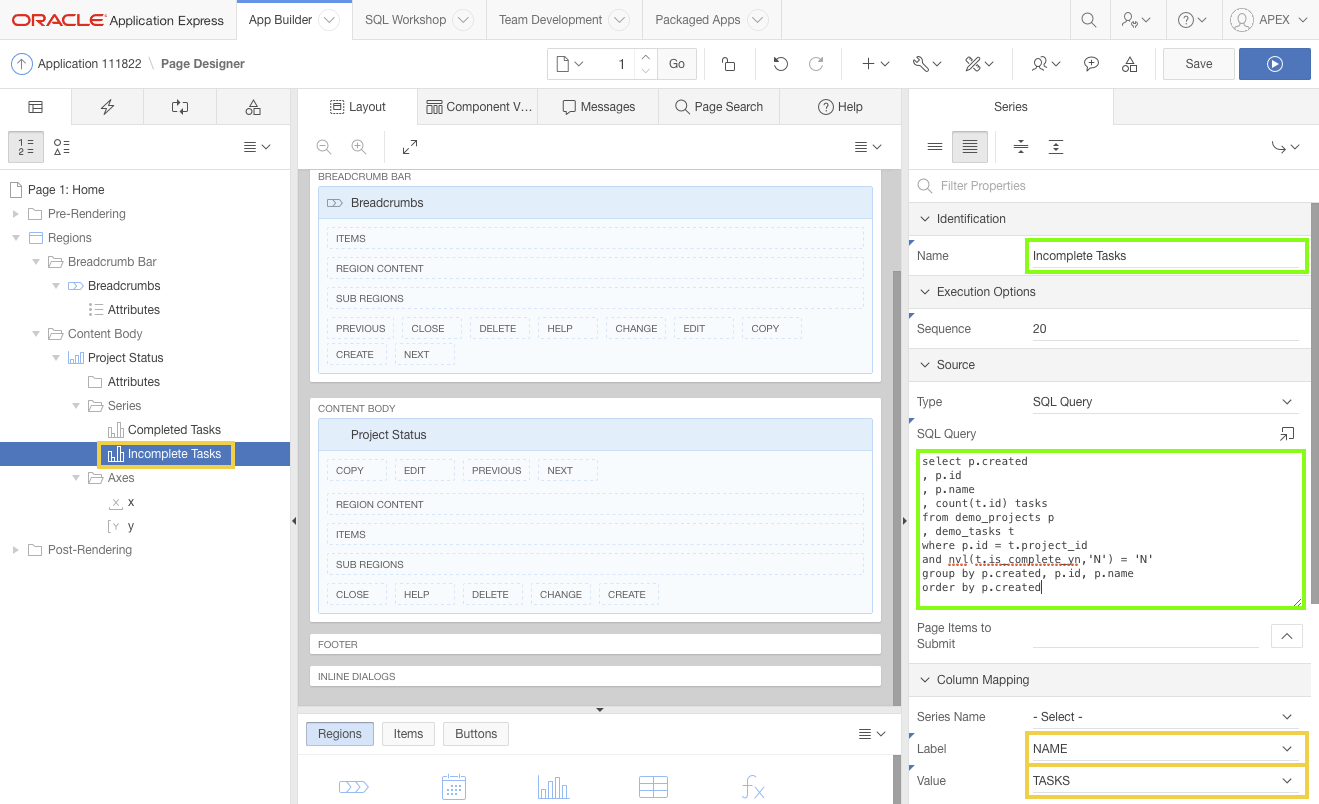 ORACLE Application Express
App Builder
SQL Workshop
Team Development
Packaged Apps
APEX
Application 111822 \ Page Designer
1
Go
Save
Layout
Component V...
Messages
Page Search
Help
Series
Page 1: Home
Pre-Rendering
Regions
Breadcrumb Bar
Breadcrumbs
Attributes
Content Body
Project Status
Attributes
Series
Completed Tasks
Incomplete Tasks
Axes
x
y
Post-Rendering
BREADCRUMB BAR
Breadcrumbs
ITEMS
REGION CONTENT
SUB REGIONS
PREVIOUS CLOSE DELETE HELP CHANGE EDIT COPY
CREATE NEXT
CONTENT BODY
Project Status
COPY EDIT PREVIOUS NEXT
REGION CONTENT
ITEMS
SUB REGIONS
CLOSE HELP DELETE CHANGE CREATE
FOOTER
INLINE DIALOGS
Regions Items Buttons
Filter Properties
Identification
Name Incomplete Tasks
Execution Options
Sequence 20
Source
Type SQL Query
SQL Query
select p.created
, p.id
, p.name
, count(t.id) tasks
from demo_projects p
, demo_tasks t
where p.id = t.project_id
and nvl(t.is_complete_yn,'N') = 'N'
group by p.created, p.id, p.name
order by p.created
Page Items to
Submit
Column Mapping
Series Name - Select -
Label NAME
Value TASKS